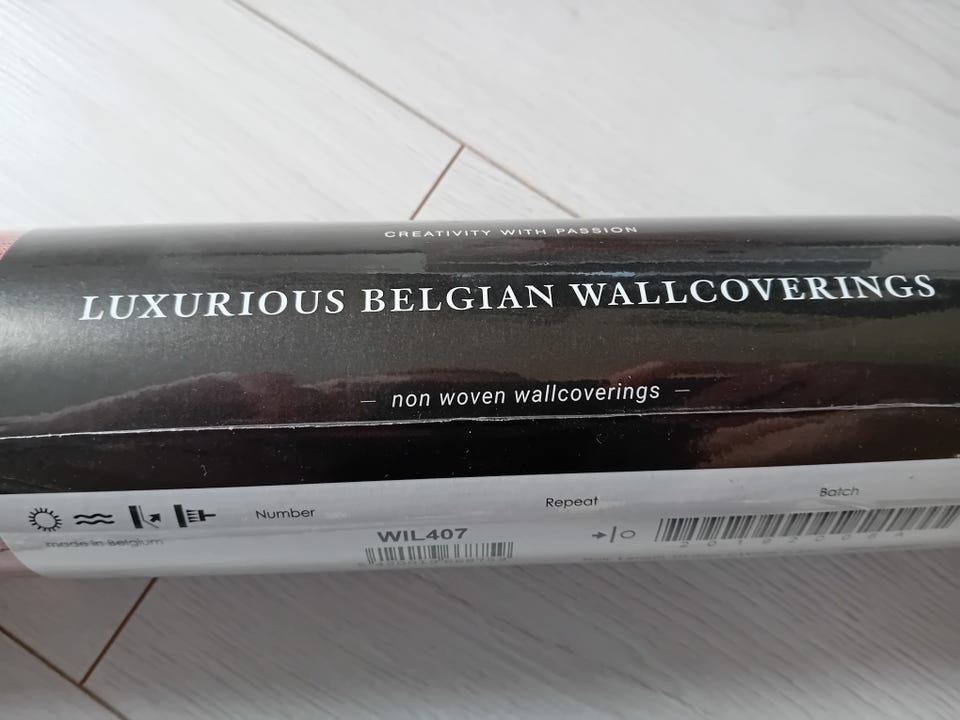 CREATIVITY WITH PASSION
LUXURIOUS BELGIAN WALLCOVERINGS
– non woven wallcoverings –
Number
Repeat
Batch
WIL407
made in Belgium